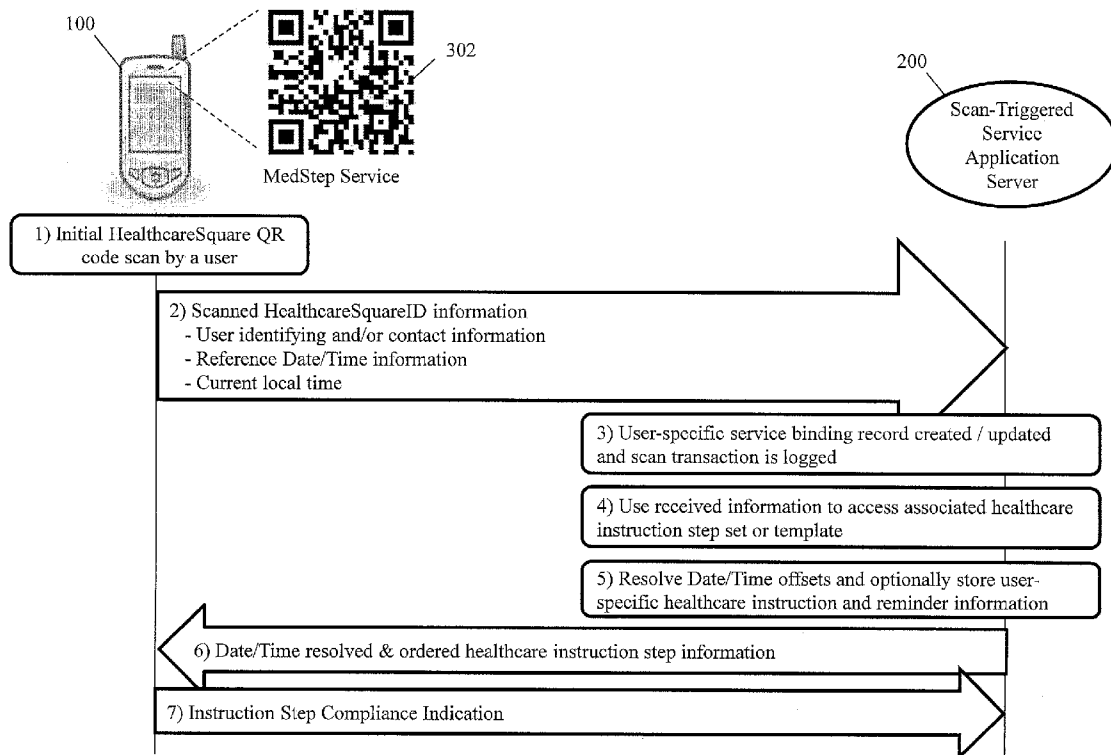 100
302
200
Scan-Triggered
Service
Application
Server
MedStep Service
1) Initial HealthcareSquare QR
code scan by a user
2) Scanned HealthcareSquareID information
- User identifying and/or contact information
- Reference Date/Time information
- Current local time
3) User-specific service binding record created / updated
and scan transaction is logged
4) Use received information to access associated healthcare
instruction step set or template
5) Resolve Date/Time offsets and optionally store user-
specific healthcare instruction and reminder information
6) Date/Time resolved & ordered healthcare instruction step information
7) Instruction Step Compliance Indication